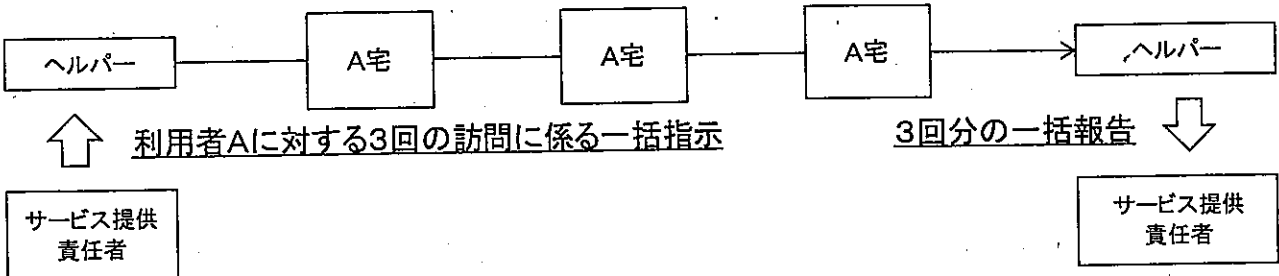 ヘルパー
A宅
A宅
A宅
ヘルパー
利用者Aに対する3回の訪問に係る一括指示
3回分の一括報告
サービス提供
責任者
サービス提供
責任者